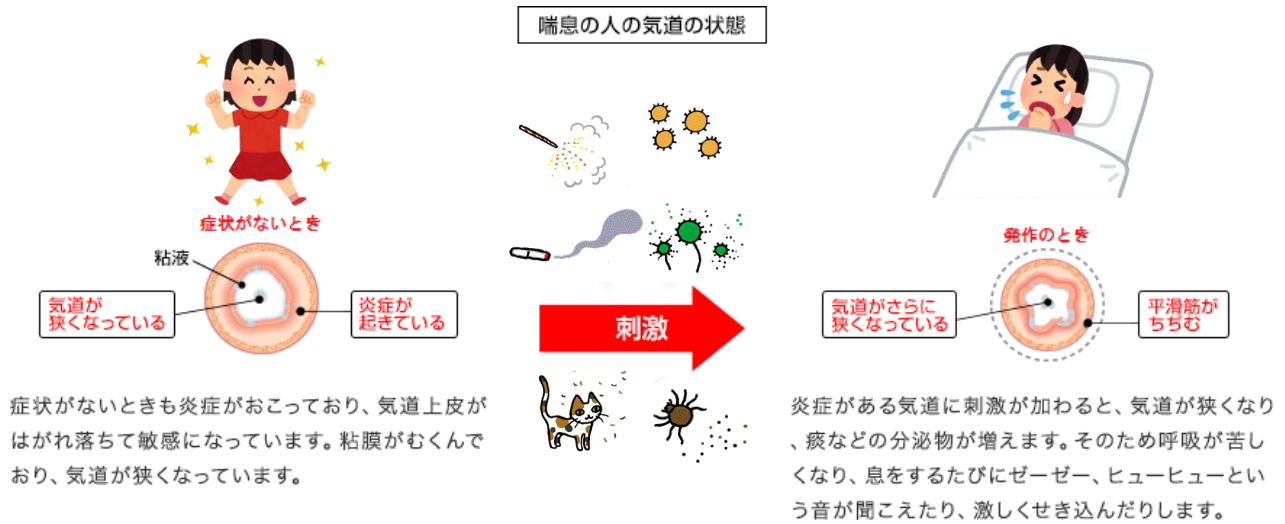 喘息の人の気道の状態
症状がないとき
粘液
気道が
狭くなっている
炎症が
起きている
症状がないときも炎症がおこっており、気道上皮が
はがれ落ちて敏感になっています。粘膜がむくんで
おり、気道が狭くなっています。
刺激
発作のとき
気道がさらに
狭くなっている
平滑筋が
ちぢむ
炎症がある気道に刺激が加わると、気道が狭くなり
、痰などの分泌物が増えます。そのため呼吸が苦し
くなり、息をするたびにゼーゼー、ヒューヒューとい
う音が聞こえたり、激しくせき込んだりします。